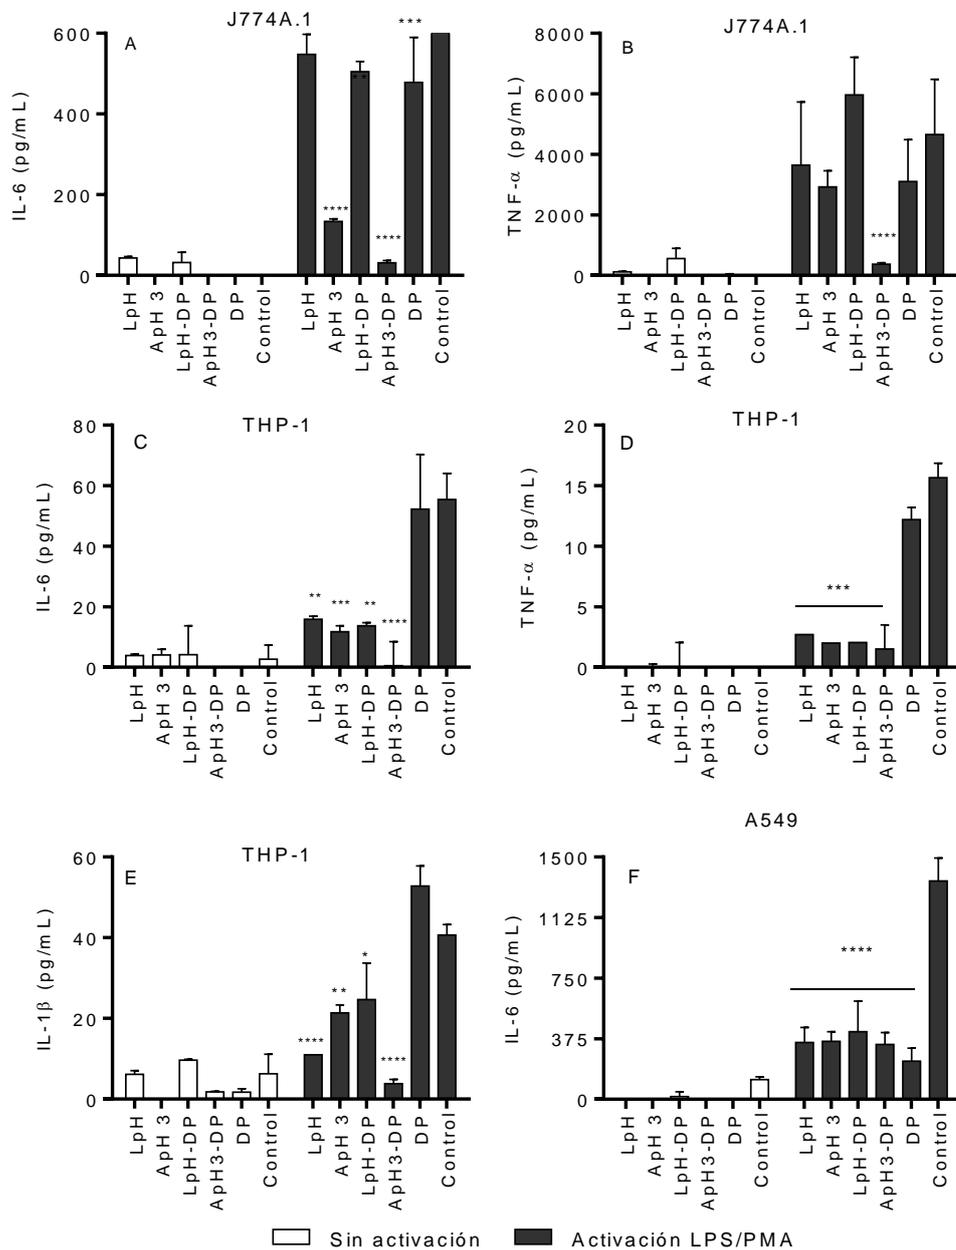 J774A.1
A
IL-6 (pg/mL)
600
400
200
0
***
**
****
****
LpH
ApH 3
LpH-DP
ApH3-DP
DP
Control
LpH
ApH 3
LpH-DP
ApH3-DP
DP
Control
J774A.1
B
TNF-α (pg/mL)
8000
6000
4000
2000
0
****
LpH
ApH 3
LpH-DP
ApH3-DP
DP
Control
LpH
ApH 3
LpH-DP
ApH3-DP
DP
Control
THP-1
C
IL-6 (pg/mL)
80
60
40
20
0
**
***
**
****
LpH
ApH 3
LpH-DP
ApH3-DP
DP
Control
LpH
ApH 3
LpH-DP
ApH3-DP
DP
Control
THP-1
D
TNF-α (pg/mL)
20
15
10
5
0
***
LpH
ApH 3
LpH-DP
ApH3-DP
DP
Control
LpH
ApH 3
LpH-DP
ApH3-DP
DP
Control
THP-1
E
IL-1β (pg/mL)
60
40
20
0
****
**
*
****
LpH
ApH 3
LpH-DP
ApH3-DP
DP
Control
LpH
ApH 3
LpH-DP
ApH3-DP
DP
Control
A549
F
IL-6 (pg/mL)
1500
1125
750
375
0
****
LpH
ApH 3
LpH-DP
ApH3-DP
DP
Control
LpH
ApH 3
LpH-DP
ApH3-DP
DP
Control
Sin activación
Activación LPS/PMA